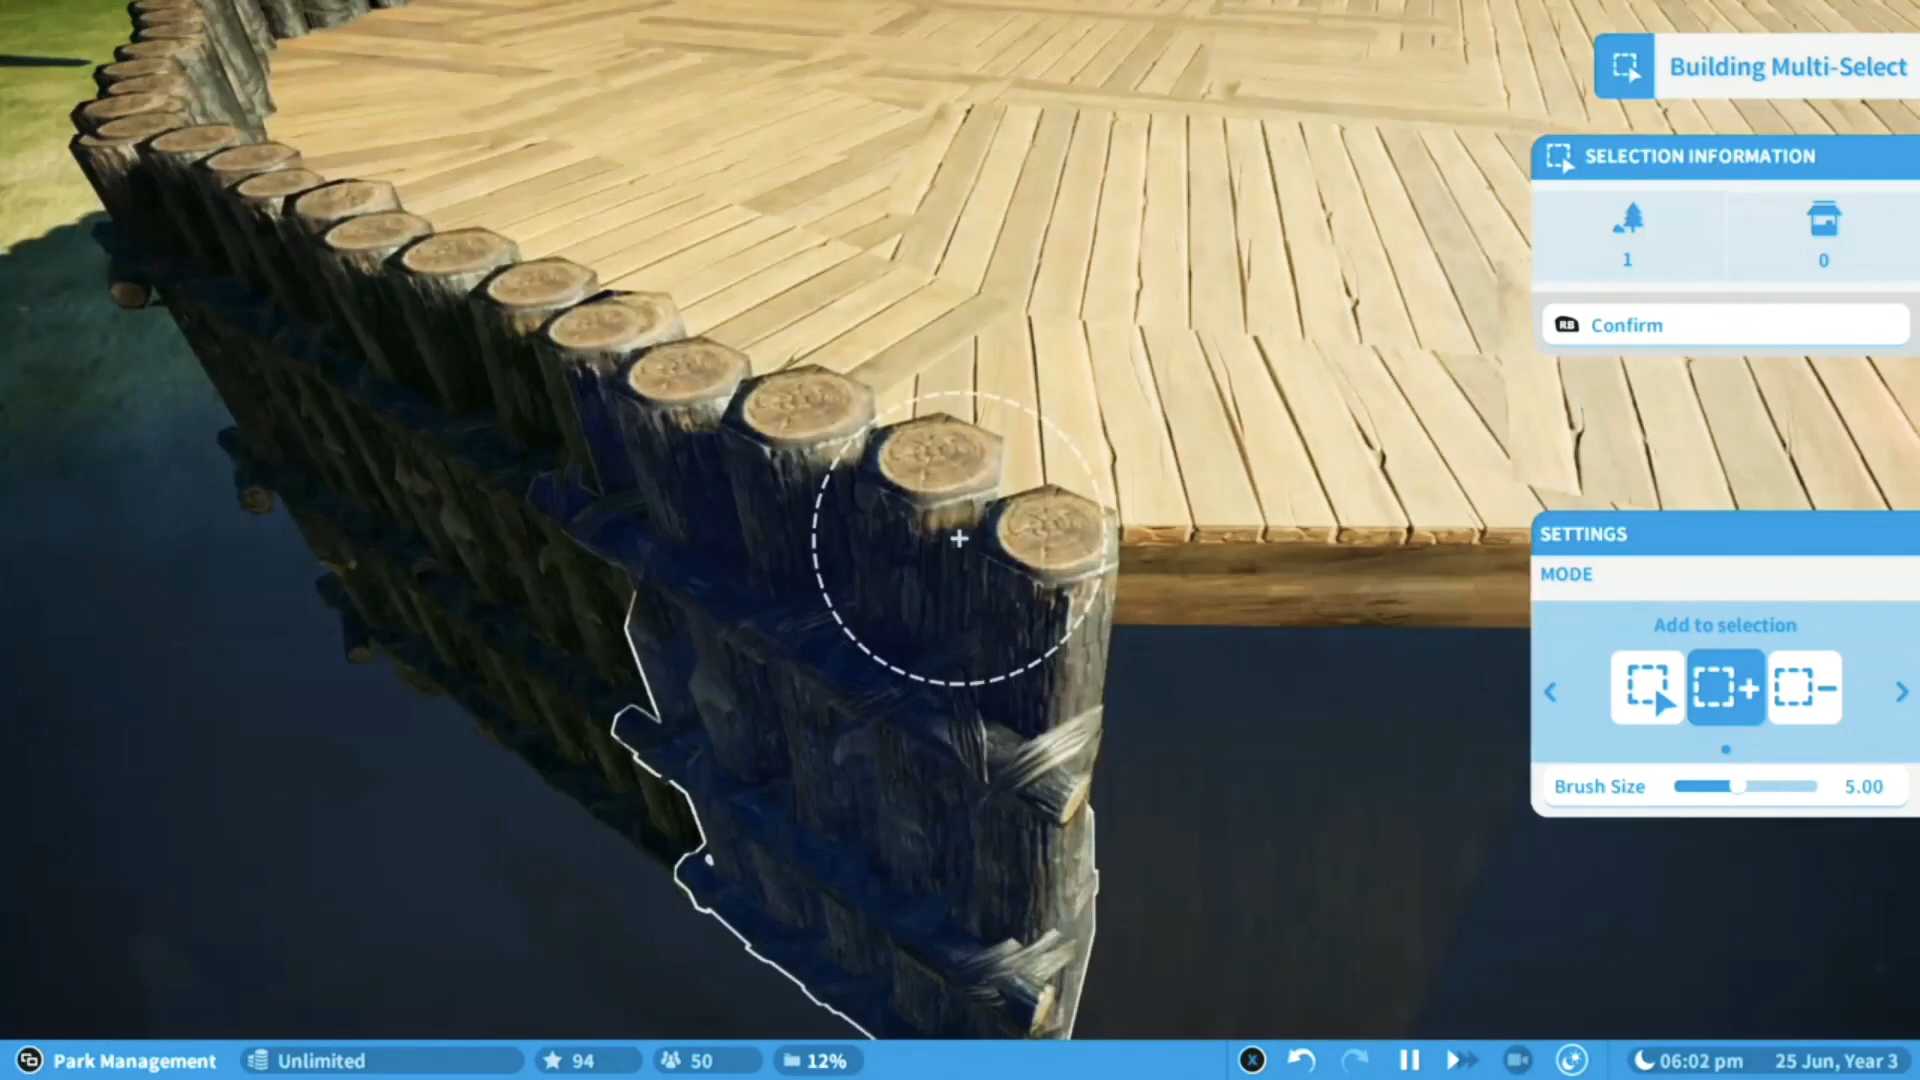 Building Multi-Select
SELECTION INFORMATION
1
0
RB Confirm
SETTINGS
MODE
Add to selection
Brush Size 5.00
Park Management
Unlimited
94
50
12%
X
06:02 pm
25 Jun, Year 3